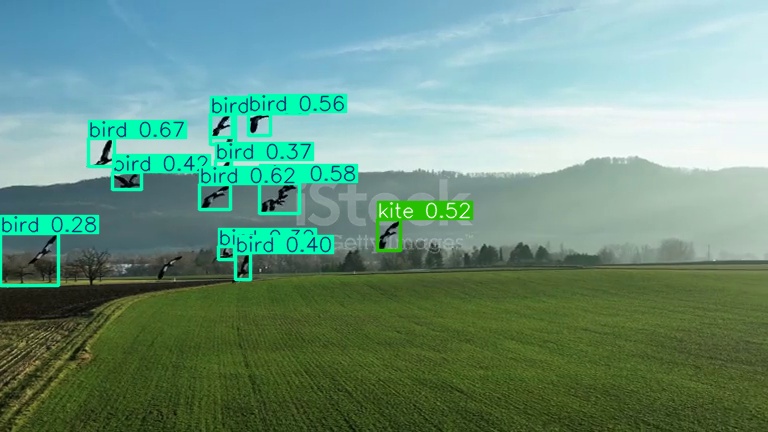 bird
bird 0.56
bird 0.67
bird 0.37
bird 0.42
bird 0.62
0.58
iStock
Getty Images™
kite 0.52
bird 0.28
bird 0.40